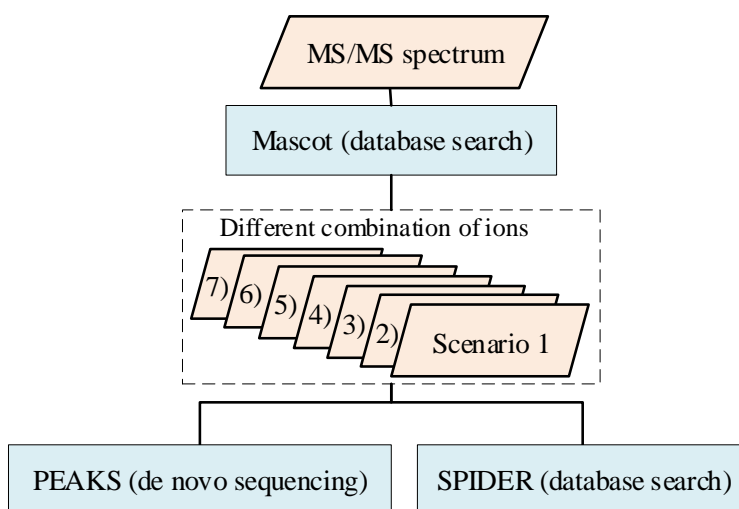 MS/MS spectrum
Mascot (database search)
Different combination of ions
7)
6)
5)
4)
3)
2)
Scenario 1
PEAKS (de novo sequencing)
SPIDER (database search)